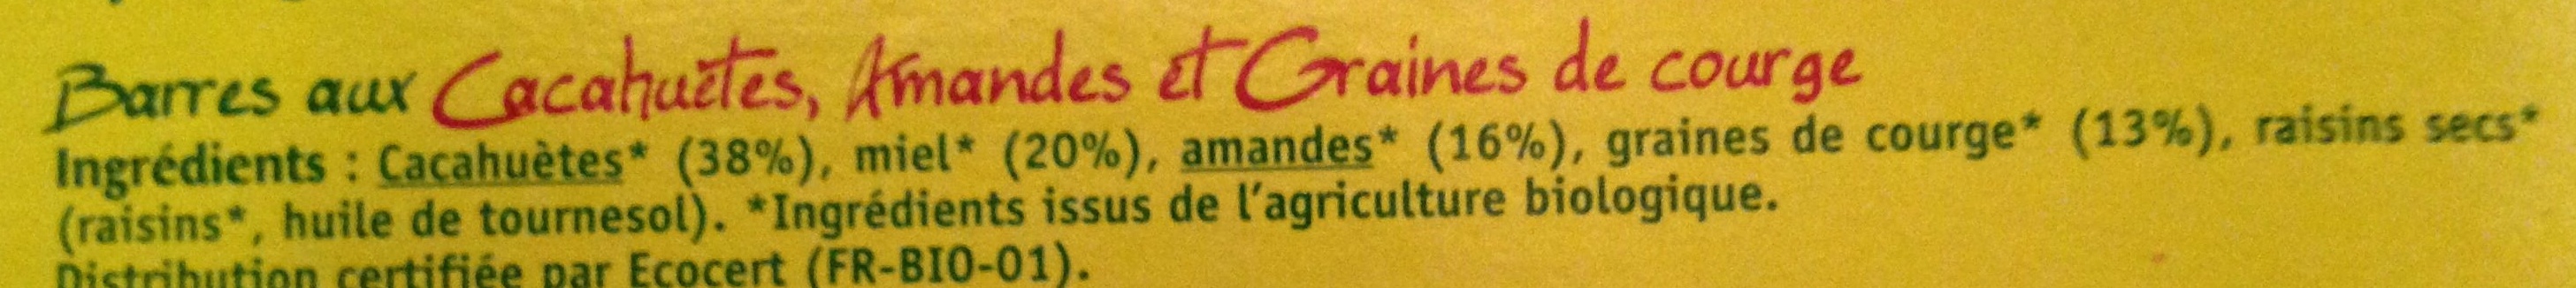 Barres aux Cacahuètes, Amandes et Graines de courge
Ingrédients : Cacahuètes* (38%), miel* (20%), amandes* (16%), graines de courge* (13%), raisins secs*
(raisins*, huile de tournesol). *Ingrédients issus de l'agriculture biologique.
Distribution certifiée par Ecocert (FR-BIO-01).